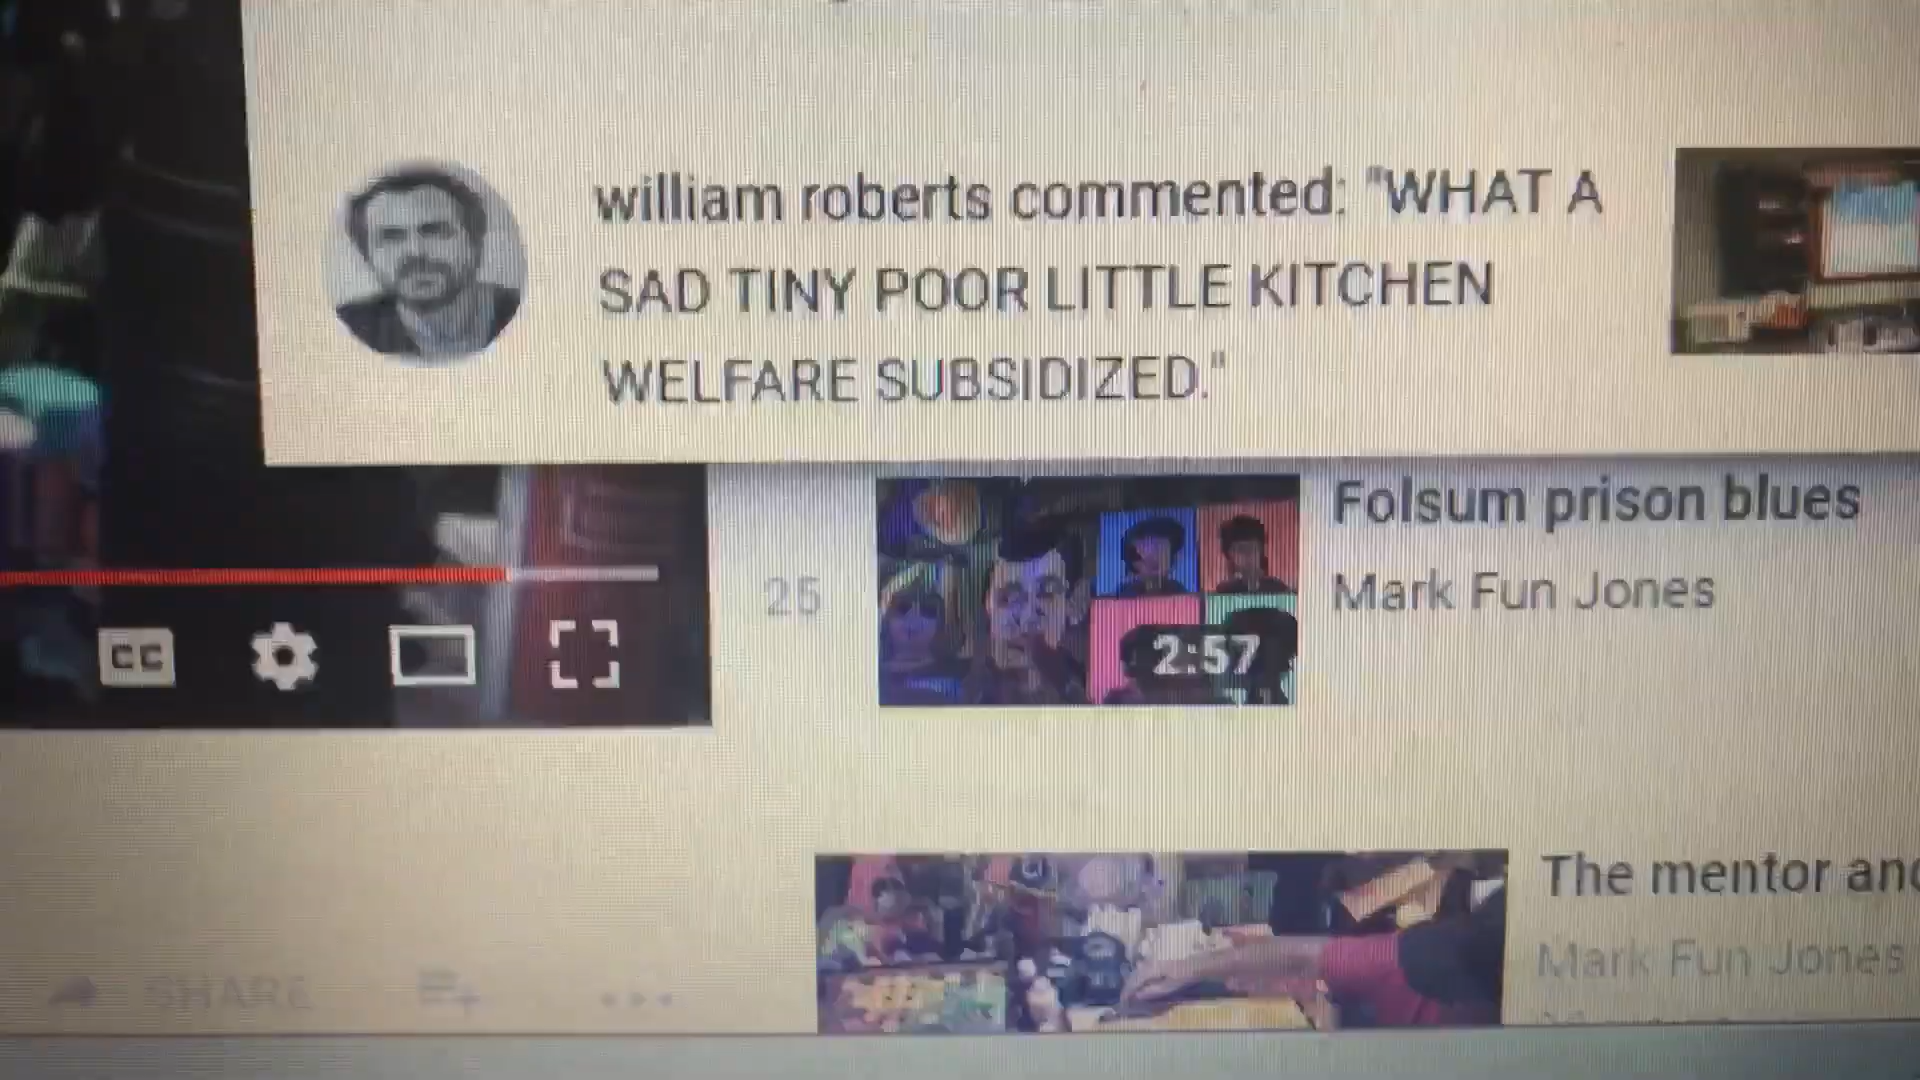 william roberts commented: "WHAT A
SAD TINY POOR LITTLE KITCHEN
WELFARE SUBSIDIZED."
Folsum prison blues
Mark Fun Jones
25
2:57
CC
The mentor and
Mark Fun Jones
SHARE